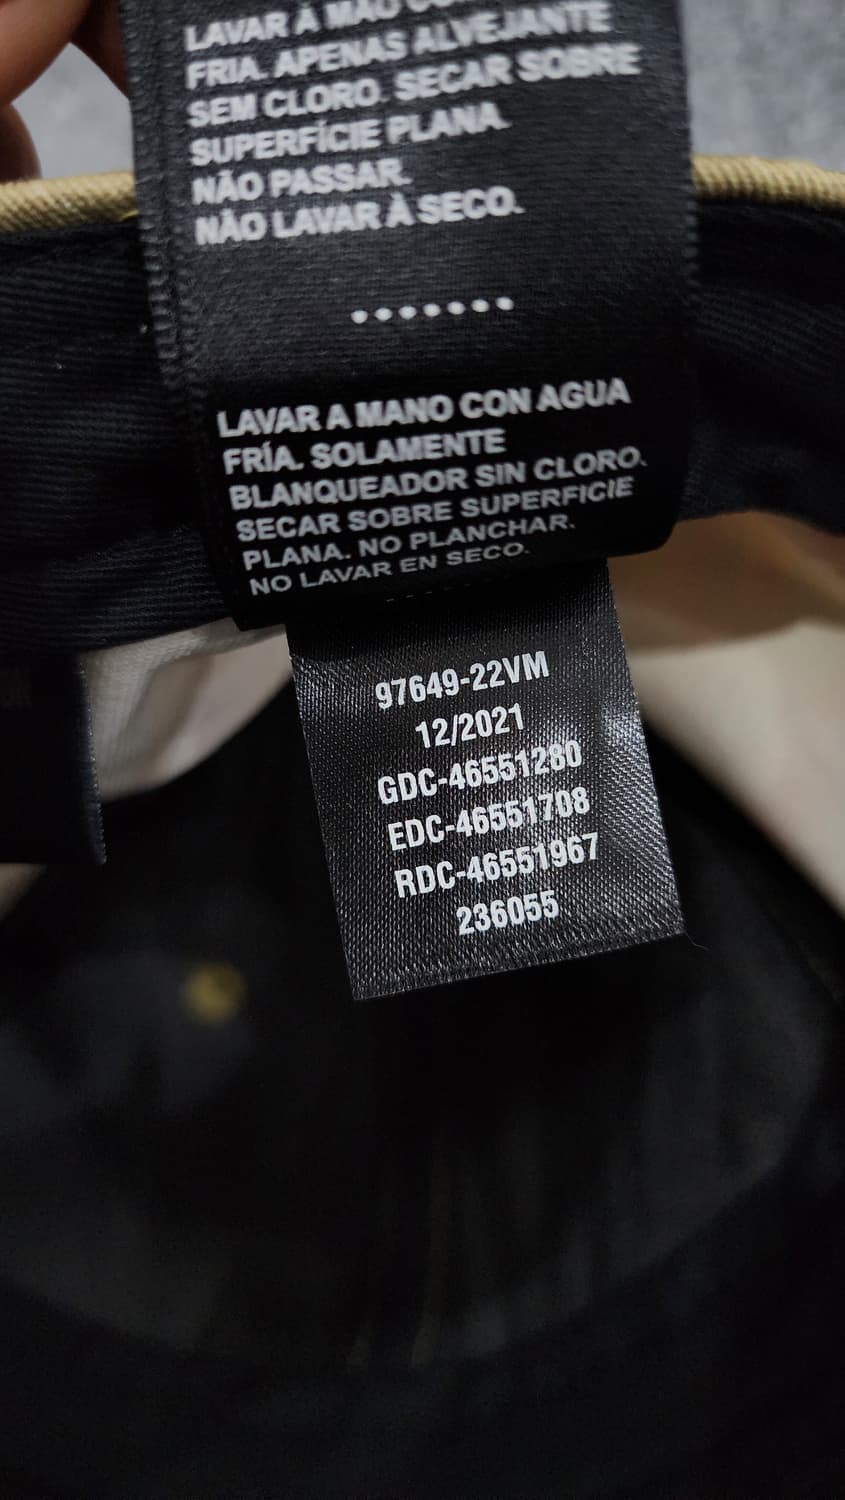 LAVAR À MÃO
FRIA. APENAS ALVEJANTE
SEM CLORO. SECAR SOBRE
SUPERFÍCIE PLANA.
NÃO PASSAR.
NÃO LAVAR À SECO.
LAVAR A MANO CON AGUA
FRÍA. SOLAMENTE
BLANQUEADOR SIN CLORO.
SECAR SOBRE SUPERFICIE
PLANA. NO PLANCHAR.
NO LAVAR EN SECO.
97649-22VM
12/2021
GDC-46551280
EDC-46551708
RDC-46551967
236055